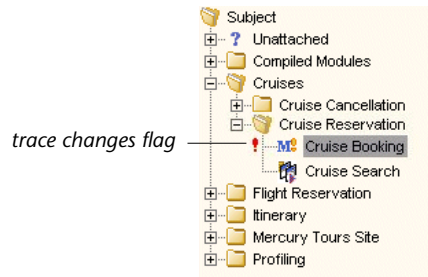 Subject
? Unattached
Compiled Modules
Cruises
Cruise Cancellation
Cruise Reservation
trace changes flag
! M! Cruise Booking
Cruise Search
Flight Reservation
Itinerary
Mercury Tours Site
Profiling